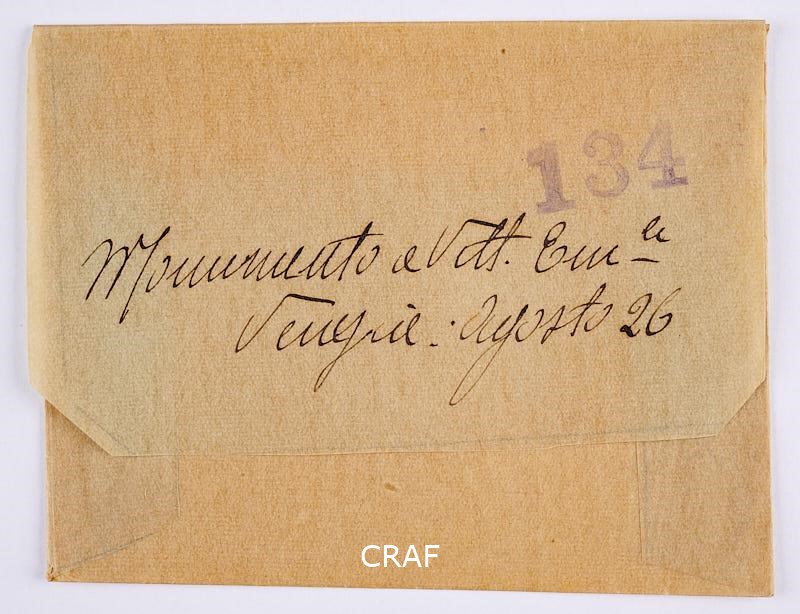 134
Monumento a Vitt. Em.le
Venezia. Agosto 26
CRAF